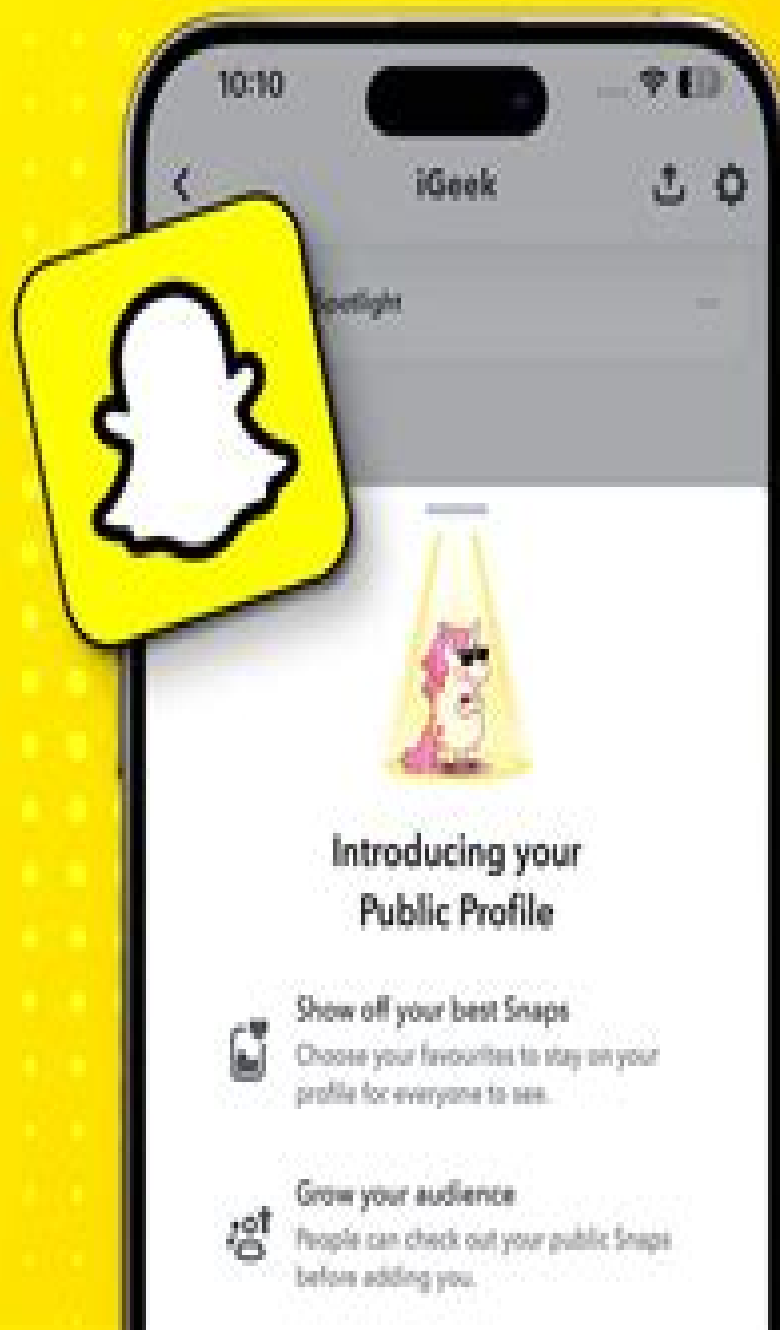 10:10
iGeek
Spotlight
Introducing your
Public Profile
Show off your best Snaps
Choose your favourites to stay on your
profile for everyone to see.
Grow your audience
People can check out your public Snaps
before adding you.